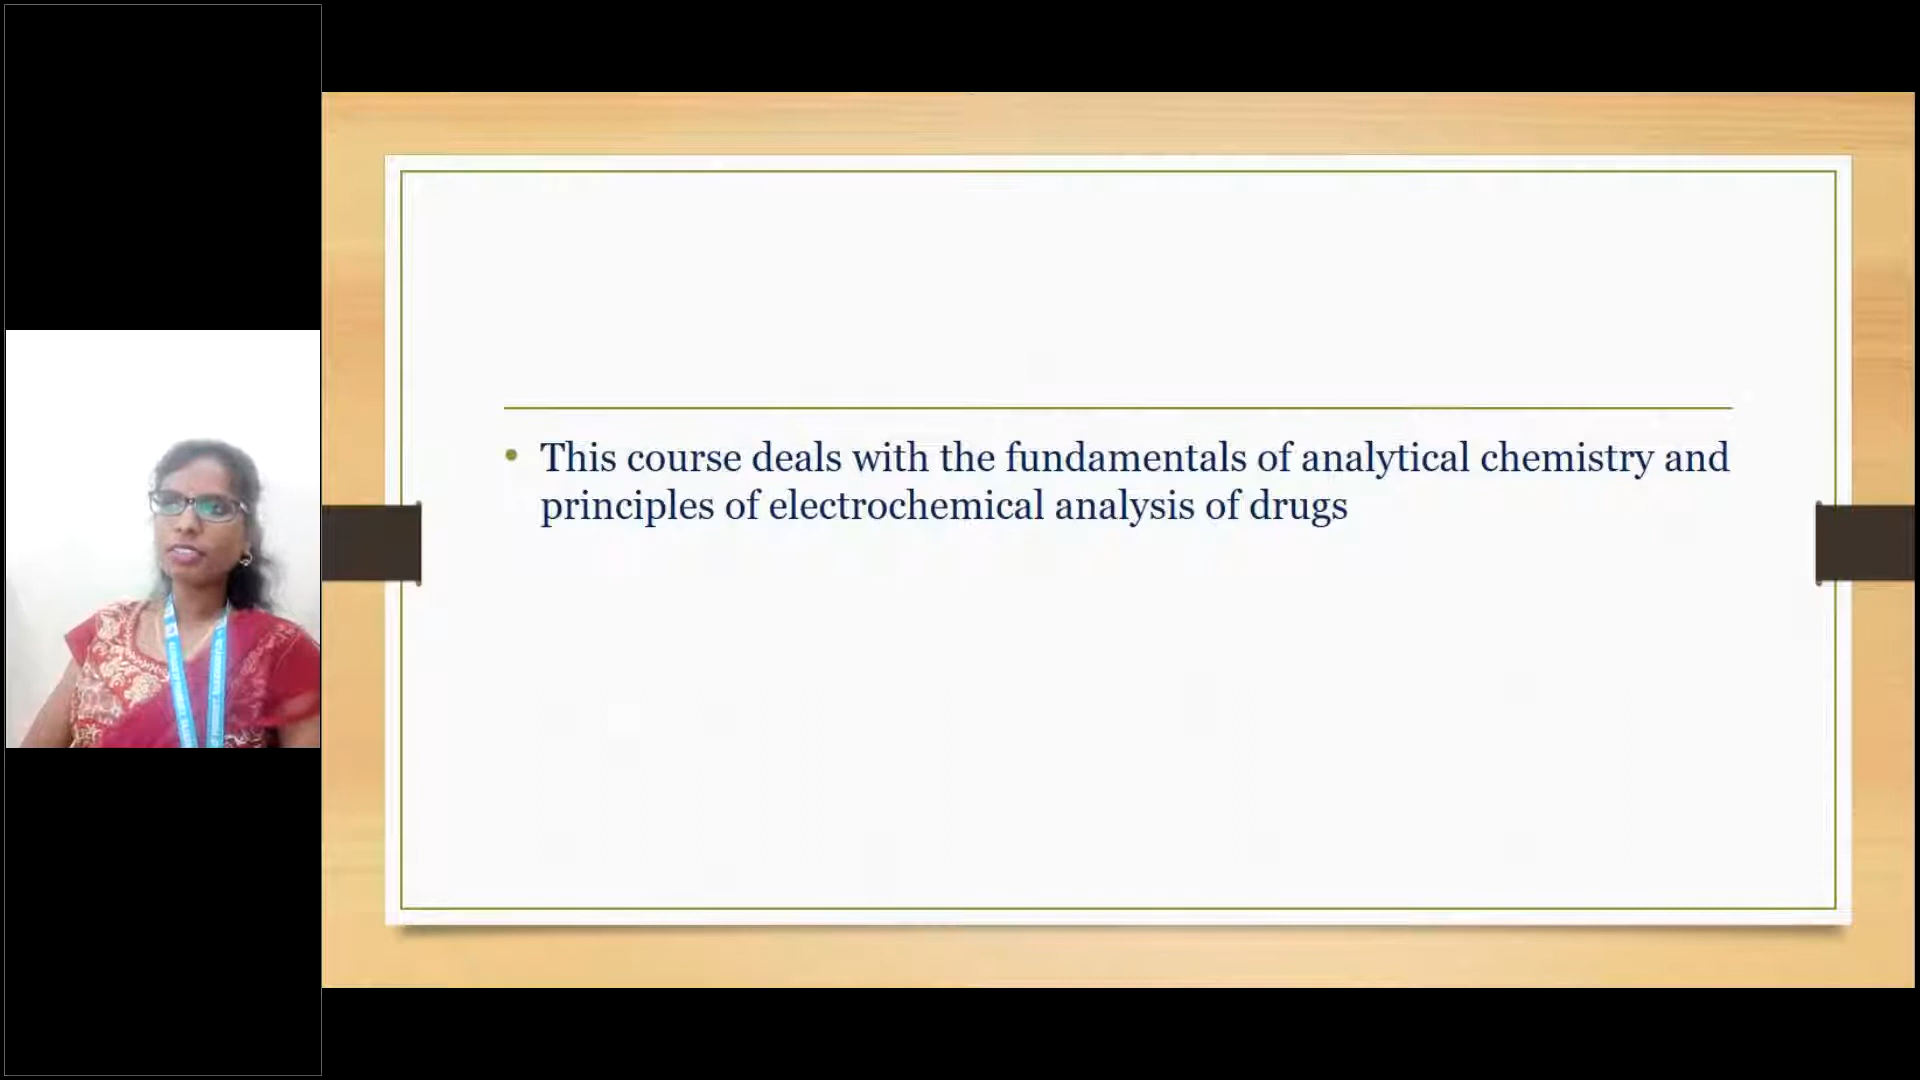 • This course deals with the fundamentals of analytical chemistry and
principles of electrochemical analysis of drugs